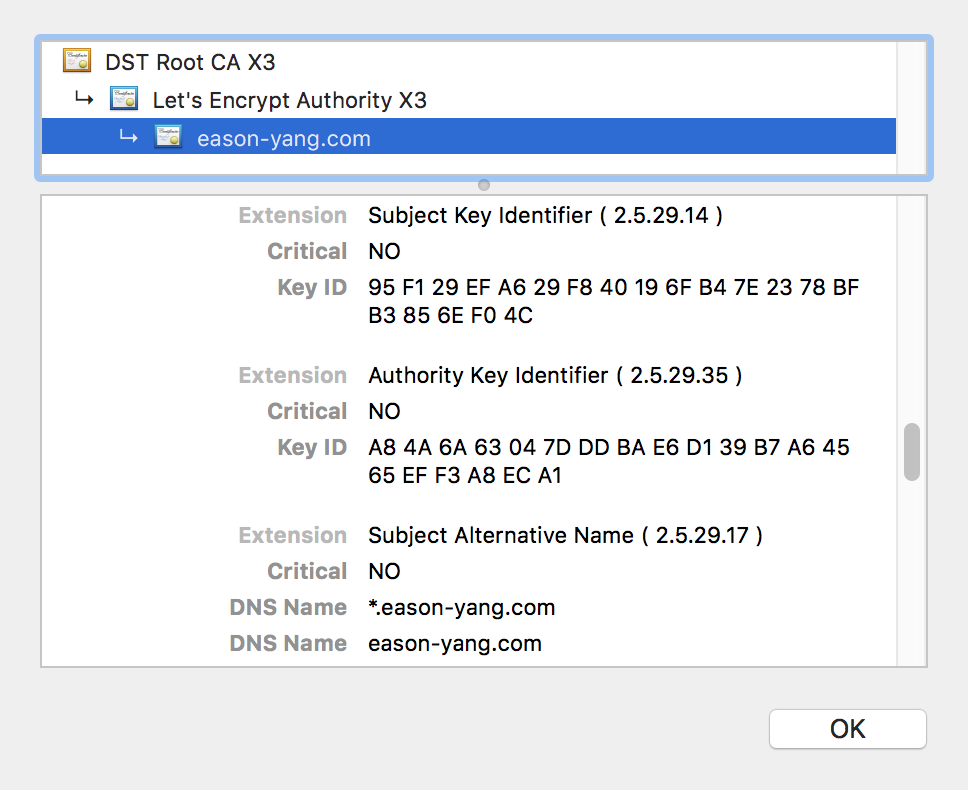 DST Root CA X3
Let's Encrypt Authority X3
eason-yang.com
Extension Subject Key Identifier ( 2.5.29.14 )
Critical NO
Key ID 95 F1 29 EF A6 29 F8 40 19 6F B4 7E 23 78 BF
B3 85 6E F0 4C
Extension Authority Key Identifier ( 2.5.29.35 )
Critical NO
Key ID A8 4A 6A 63 04 7D DD BA E6 D1 39 B7 A6 45
65 EF F3 A8 EC A1
Extension Subject Alternative Name ( 2.5.29.17 )
Critical NO
DNS Name *.eason-yang.com
DNS Name eason-yang.com
OK